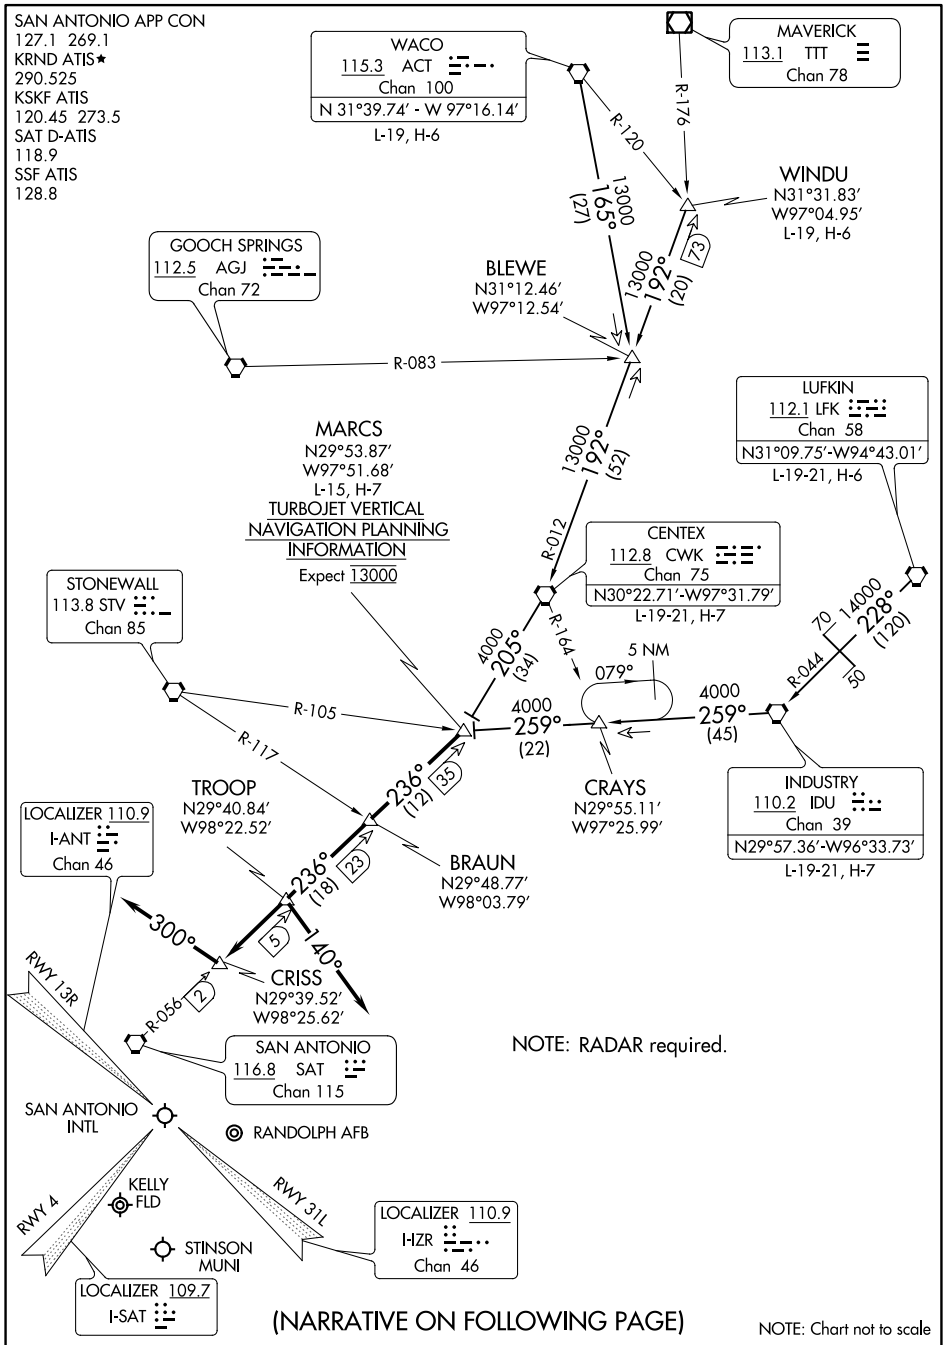 SAN ANTONIO APP CON
127.1 269.1
KRND ATIS★
290.525
KSKF ATIS
120.45 273.5
SAT D-ATIS
118.9
SSF ATIS
128.8
WACO
115.3 ACT
Chan 100
N 31°39.74' - W 97°16.14'
L-19, H-6
MAVERICK
113.1 TTT
Chan 78
R-176
R-120
WINDU
N31°31.83'
W97°04.95'
L-19, H-6
13000
165°
(27)
73
13000
192°
(20)
GOOCH SPRINGS
112.5 AGJ
Chan 72
BLEWE
N31°12.46'
W97°12.54'
R-083
LUFKIN
112.1 LFK
Chan 58
N31°09.75'-W94°43.01'
L-19-21, H-6
MARCS
N29°53.87'
W97°51.68'
L-15, H-7
TURBOJET VERTICAL
NAVIGATION PLANNING
INFORMATION
Expect 13000
13000
192°
(52)
R-012
CENTEX
112.8 CWK
Chan 75
N30°22.71'-W97°31.79'
L-19-21, H-7
STONEWALL
113.8 STV
Chan 85
70
14000
228°
(120)
R-044
50
R-164
4000
205°
(34)
5 NM
079°
R-105
4000
259°
(22)
4000
259°
(45)
R-117
35
236°
(12)
CRAYS
N29°55.11'
W97°25.99'
INDUSTRY
110.2 IDU
Chan 39
N29°57.36'-W96°33.73'
L-19-21, H-7
TROOP
N29°40.84'
W98°22.52'
LOCALIZER 110.9
I-ANT
Chan 46
BRAUN
N29°48.77'
W98°03.79'
23
236°
(18)
300°
5
140°
RWY 13R
CRISS
N29°39.52'
W98°25.62'
R-056
2
SAN ANTONIO
116.8 SAT
Chan 115
NOTE: RADAR required.
SAN ANTONIO
INTL
RANDOLPH AFB
KELLY
FLD
RWY 4
RWY 31L
STINSON
MUNI
LOCALIZER 110.9
I-IZR
Chan 46
LOCALIZER 109.7
I-SAT
(NARRATIVE ON FOLLOWING PAGE)
NOTE: Chart not to scale